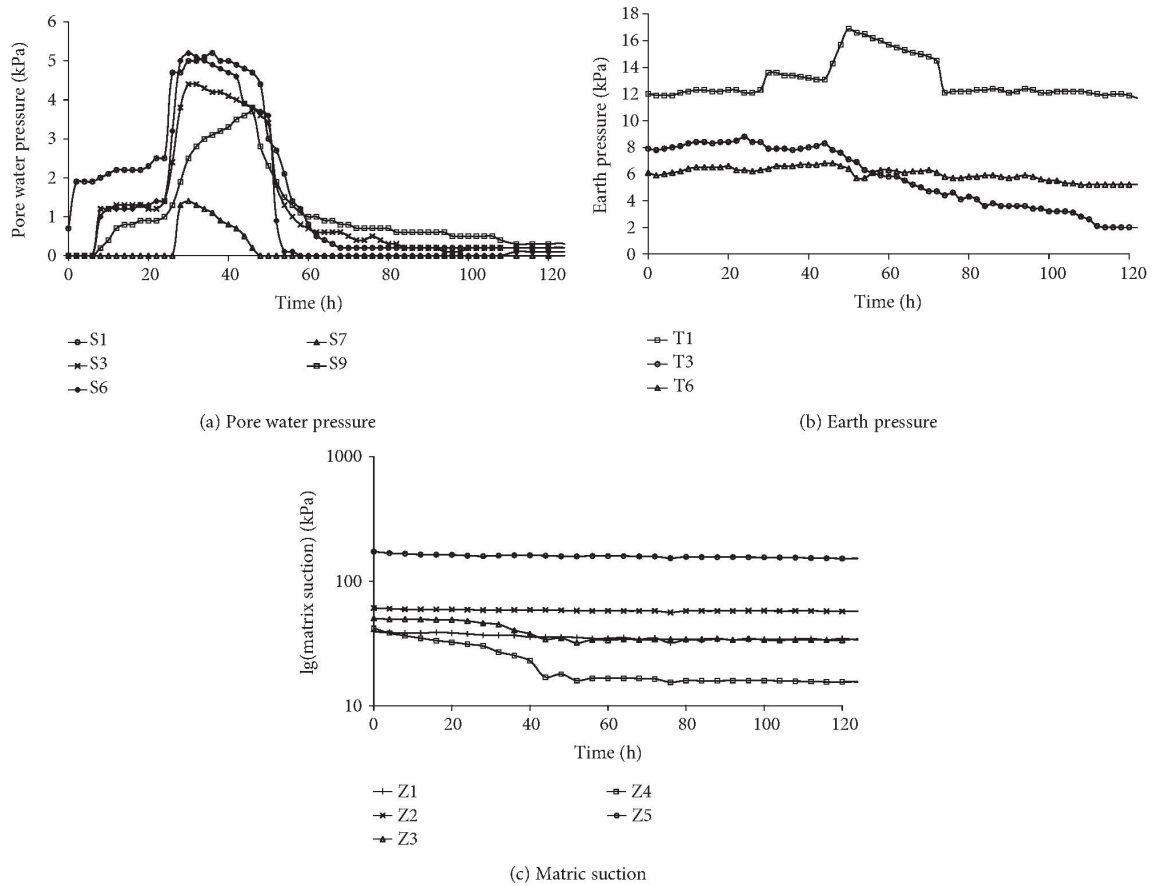 Pore water pressure (kPa)
6
5
4
3
2
1
0
0 20 40 60 80 100 120
Time (h)
S1 S7
S3 S9
S6
(a) Pore water pressure
Earth pressure (kPa)
18
16
14
12
10
8
6
4
2
0
0 20 40 60 80 100 120
Time (h)
T1
T3
T6
(b) Earth pressure
lg(matrix suction) (kPa)
1000
100
10
0 20 40 60 80 100 120
Time (h)
Z1 Z4
Z2 Z5
Z3
(c) Matric suction